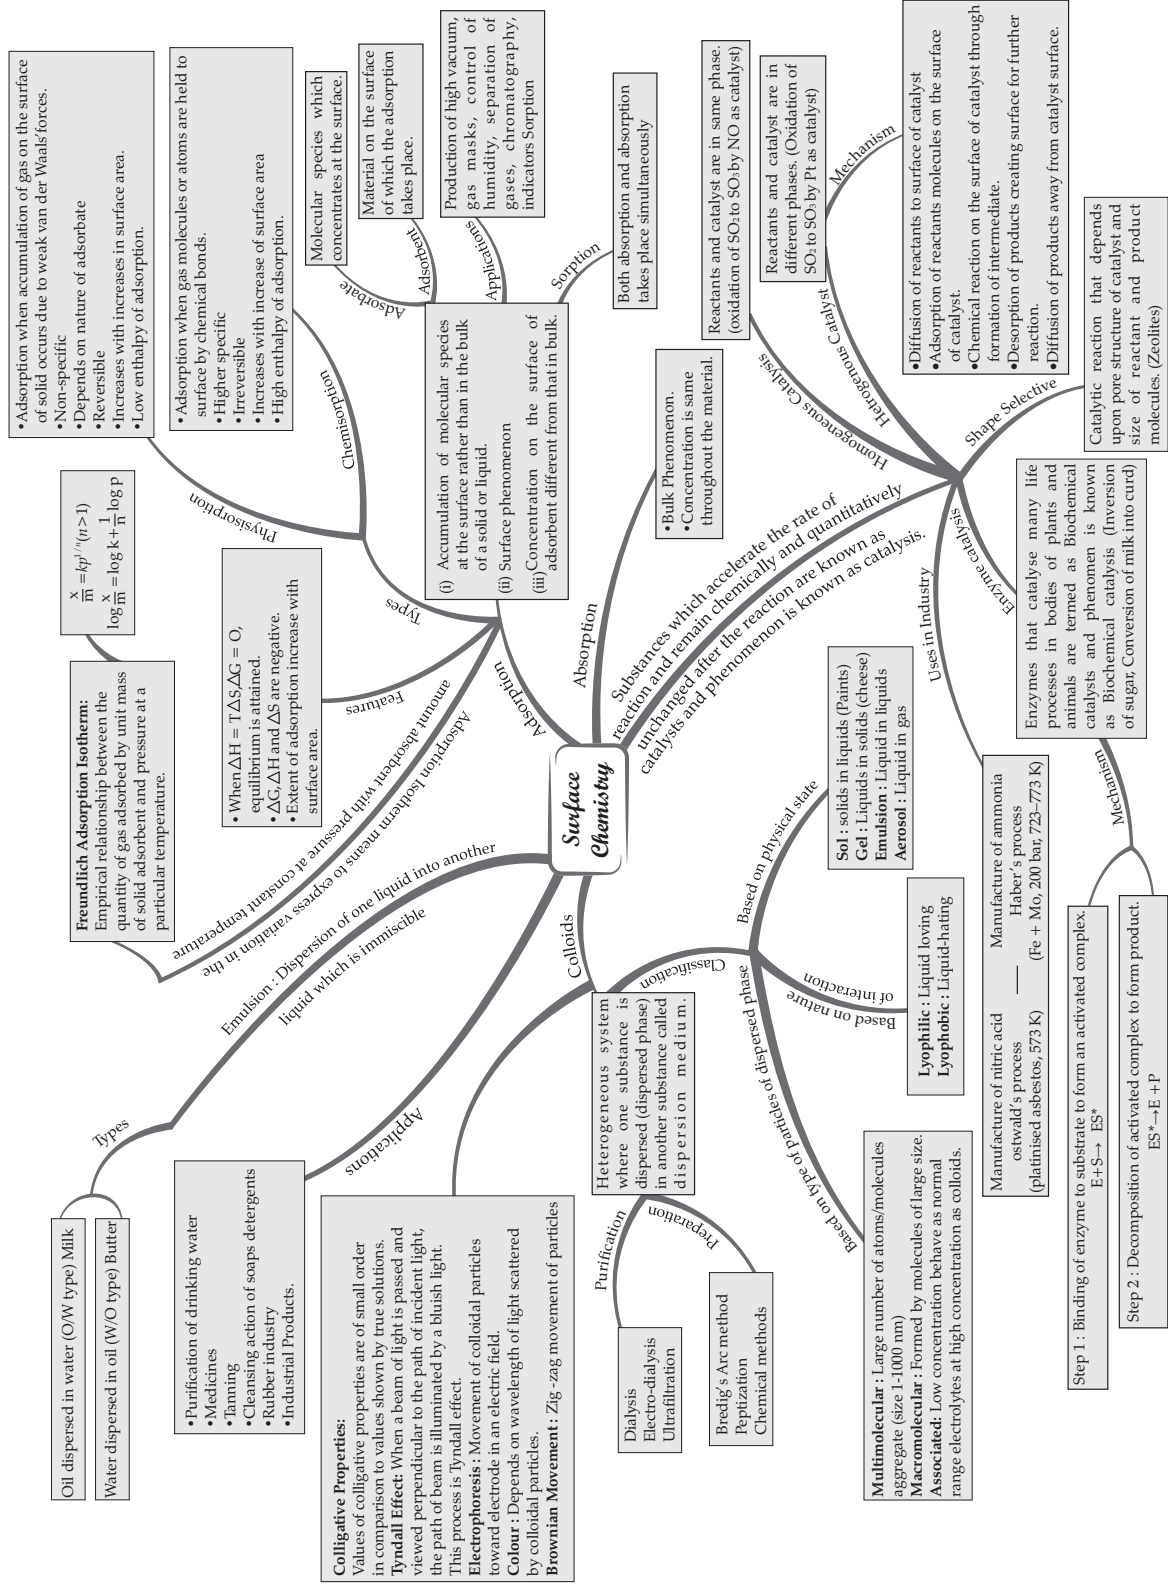 Surface
Chemistry
Adsorption
(i) Accumulation of molecular species
at the surface rather than in the bulk
of a solid or liquid.
(ii) Surface phenomenon
(iii) Concentration on the surface of
adsorbent different from that in bulk.
Adsorbate
Molecular species which
concentrates at the surface.
Adsorbent
Material on the surface
of which the adsorption
takes place.
Applications
Production of high vacuum,
gas masks, control of
humidity, separation of
gases, chromatography,
indicators Sorption
Sorption
Both adsorption and absorption
takes place simultaneously
Types
Physisorption
•Adsorption when accumulation of gas on the surface
of solid occurs due to weak van der Waals' forces.
•Non-specific
•Depends on nature of adsorbate
•Reversible
•Increases with increases in surface area.
•Low enthalpy of adsorption.
Chemisorption
•Adsorption when gas molecules or atoms are held to
surface by chemical bonds.
•Higher specific
•Irreversible
•Increases with increase of surface area
•High enthalpy of adsorption.
Features
•When △H = T△S,△G = O,
equilibrium is attained.
•△G,△H and △S are negative.
•Extent of adsorption increase with
surface area.
Adsorption Isotherm means to express the variation in the
amount absorbent with pressure at constant temperature
Freundlich Adsorption Isotherm:
Empirical relationship between the
quantity of gas adsorbed by unit mass
of solid adsorbent and pressure at a
particular temperature.
x/m = kp^1/n (n>1)
log x/m = log k + 1/n log p
Absorption
•Bulk Phenomenon.
•Concentration is same
throughout the material.
Substances which accelerate the rate of
reaction and remain chemically and quantitatively
unchanged after the reaction are known as
catalysts and phenomenon is known as catalysis.
Homogeneous Catalysis
Reactants and catalyst are in same phase.
(oxidation of SO2 to SO3 by NO as catalyst)
Hetrogenous Catalyst
Reactants and catalyst are in
different phases. (Oxidation of
SO2 to SO3 by Pt as catalyst)
Mechanism
•Diffusion of reactants to surface of catalyst
•Adsorption of reactants molecules on the surface
of catalyst.
•Chemical reaction on the surface of catalyst through
formation of intermediate.
•Desorption of products creating surface for further
reaction.
•Diffusion of products away from catalyst surface.
Shape Selective
Catalytic reaction that depends
upon pore structure of catalyst and
size of reactant and product
molecules. (Zeolites)
Enzyme catalysis
Enzymes that catalyse many life
processes in bodies of plants and
animals are termed as Biochemical
catalysts and phenomen is known
as Biochemical catalysis (Inversion
of sugar, Conversion of milk into curd)
Mechanism
Step 1 : Binding of enzyme to substrate to form an activated complex.
E+S→ ES*
Step 2 : Decomposition of activated complex to form product.
ES*→E +P
Uses in Industry
Manufacture of nitric acid
ostwald's process
(platinised asbestos, 573 K)
Manufacture of ammonia
Haber's process
(Fe + Mo, 200 bar, 723–773 K)
Colloids
Heterogeneous system
where one substance is
dispersed (dispersed phase)
in another substance called
dispersion medium.
Classification
Based on physical state
Sol : solids in liquids (Paints)
Gel : Liquids in solids (cheese)
Emulsion : Liquid in liquids
Aerosol : Liquid in gas
Based on nature
of interaction
Lyophilic : Liquid loving
Lyophobic : Liquid-hating
Based on type of particles of dispersed phase
Multimolecular : Large number of atoms/molecules
aggregate (size 1-1000 nm)
Macromolecular : Formed by molecules of large size.
Associated: Low concentration behave as normal
range electrolytes at high concentration as colloids.
Preparation
Bredig's Arc method
Peptization
Chemical methods
Purification
Dialysis
Electro-dialysis
Utrafiltration
Colligative Properties:
Values of colligative properties are of small order
in comparison to values shown by true solutions.
Tyndall Effect: When a beam of light is passed and
viewed perpendicular to the path of incident light,
the path of beam is illuminated by a bluish light.
This process is Tyndall effect.
Electrophoresis : Movement of colloidal particles
toward electrode in an electric field.
Colour : Depends on wavelength of light scattered
by colloidal particles.
Brownian Movement : Zig -zag movement of particles
Applications
•Purification of drinking water
•Medicines
•Tanning
•Cleansing action of soaps detergents
•Rubber industry
•Industrial Products.
Emulsion : Dispersion of one liquid into another
liquid which is immiscible
Types
Oil dispersed in water (O/W type) Milk
Water dispersed in oil (W/O type) Butter